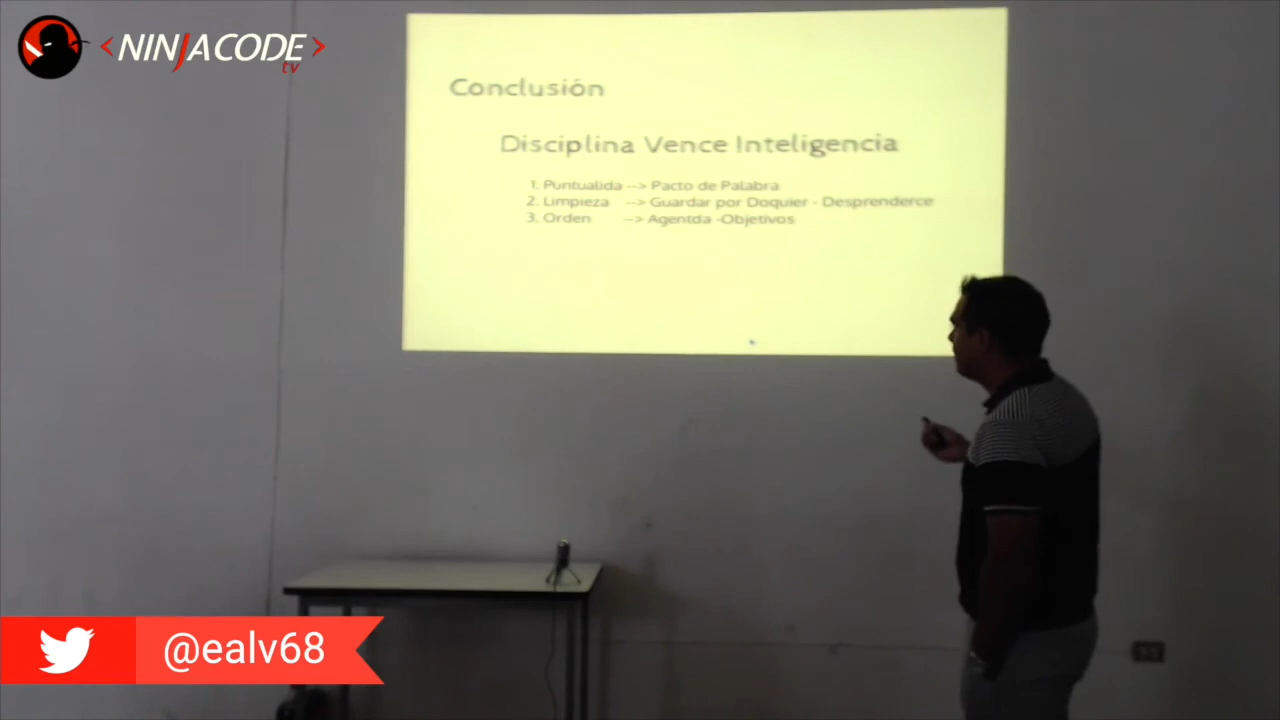 <NINJACODE>
tv
Conclusión
Disciplina Vence Inteligencia
1. Puntualida --> Pacto de Palabra
2. Limpieza --> Guardar por Doquier - Desprenderce
3. Orden --> Agentda -Objetivos
@ealv68